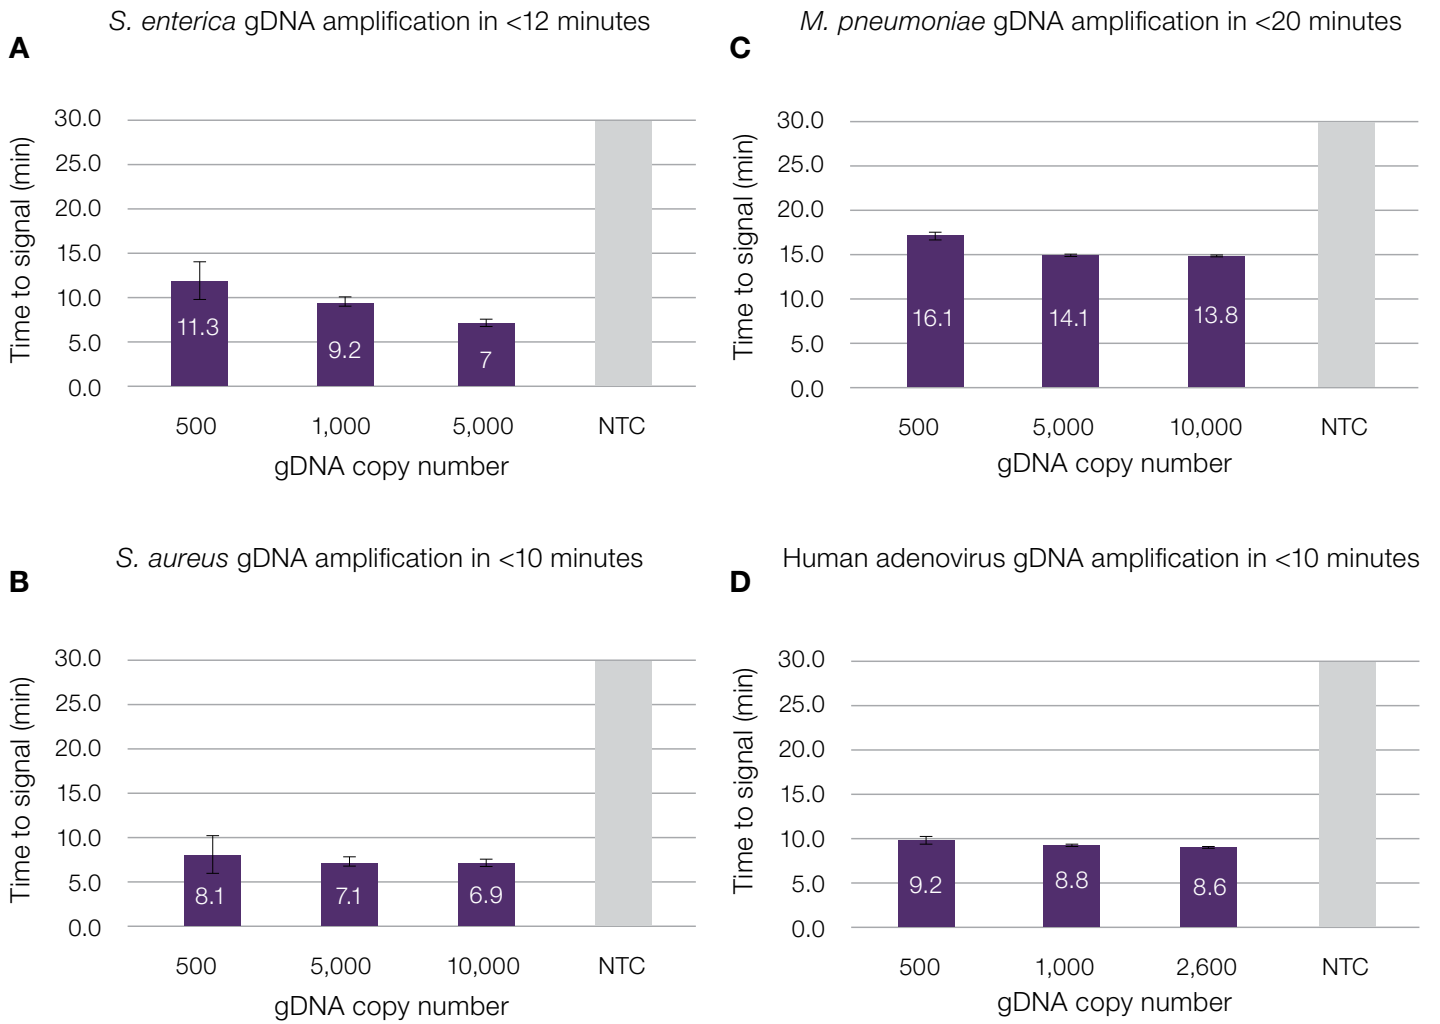 S. enterica gDNA amplification in <12 minutes
A
30.0
25.0
20.0
15.0
10.0
5.0
0.0
Time to signal (min)
11.3
9.2
7
500 1,000 5,000 NTC
gDNA copy number
M. pneumoniae gDNA amplification in <20 minutes
C
30.0
25.0
20.0
15.0
10.0
5.0
0.0
Time to signal (min)
16.1
14.1
13.8
500 5,000 10,000 NTC
gDNA copy number
S. aureus gDNA amplification in <10 minutes
B
30.0
25.0
20.0
15.0
10.0
5.0
0.0
Time to signal (min)
8.1
7.1
6.9
500 5,000 10,000 NTC
gDNA copy number
Human adenovirus gDNA amplification in <10 minutes
D
30.0
25.0
20.0
15.0
10.0
5.0
0.0
Time to signal (min)
9.2
8.8
8.6
500 1,000 2,600 NTC
gDNA copy number